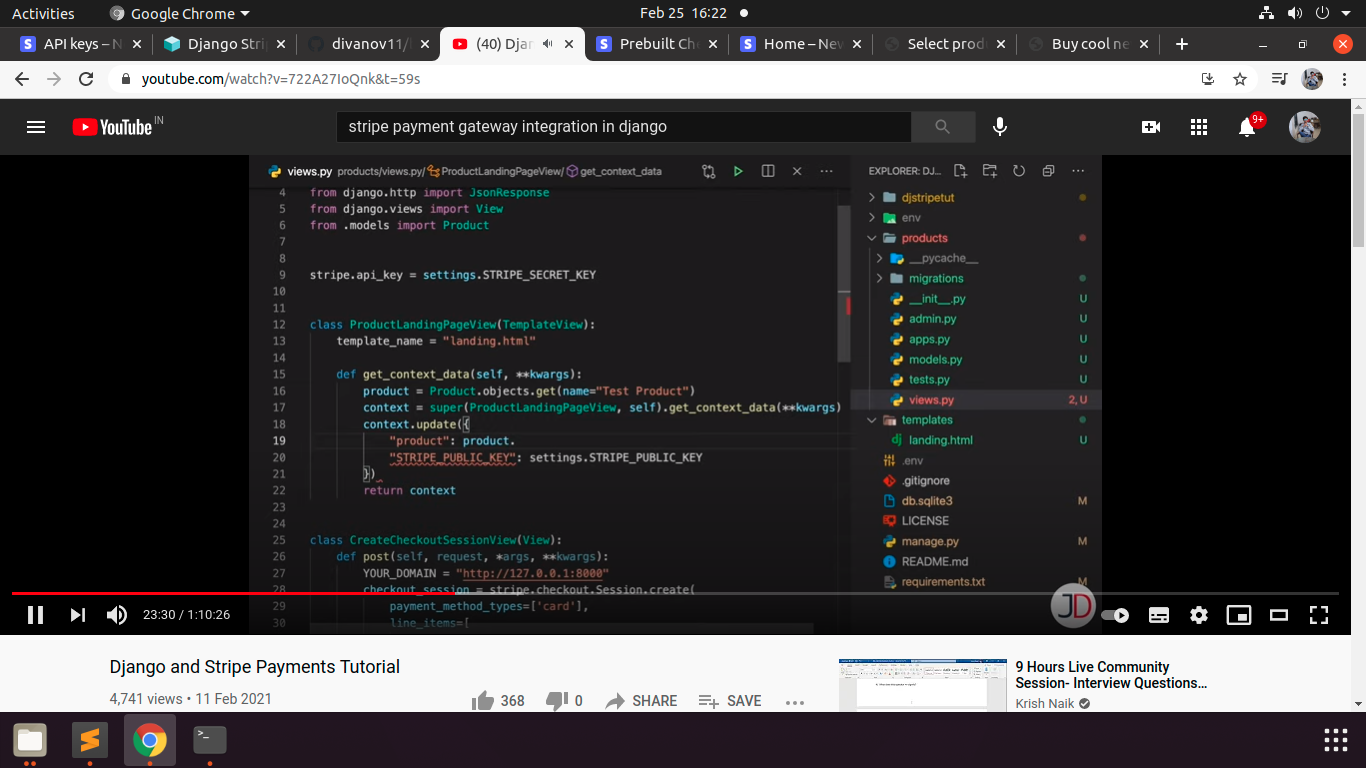 Activities Google Chrome Feb 25 16:22
API keys – N Django Stri divanov11/ (40) Djan Prebuilt Ch Home – New Select prod Buy cool ne
youtube.com/watch?v=722A27IoQnk&t=59s
YouTube IN stripe payment gateway integration in django 9+
views.py products/views.py/ ProductLandingPageView/ get_context_data EXPLORER: DJ...
4 from django.http import JsonResponse
5 from django.views import View
6 from .models import Product
7
8
9 stripe.api_key = settings.STRIPE_SECRET_KEY
10
11
12 class ProductLandingPageView(TemplateView):
13 template_name = "landing.html"
14
15 def get_context_data(self, **kwargs):
16 product = Product.objects.get(name="Test Product")
17 context = super(ProductLandingPageView, self).get_context_data(**kwargs)
18 context.update({
19 "product": product.
20 "STRIPE_PUBLIC_KEY": settings.STRIPE_PUBLIC_KEY
21 })
22 return context
23
24
25 class CreateCheckoutSessionView(View):
26 def post(self, request, *args, **kwargs):
27 YOUR_DOMAIN = "http://127.0.0.1:8000"
28 checkout_session = stripe.checkout.Session.create(
29 payment_method_types=['card'],
30 line_items=[
djstripetut
env
products
__pycache__
migrations
__init__.py U
admin.py U
apps.py U
models.py U
tests.py U
views.py 2, U
templates
landing.html U
.env
.gitignore
db.sqlite3 M
LICENSE
manage.py M
README.md
requirements.txt M
JD
23:30 / 1:10:26
Django and Stripe Payments Tutorial
4,741 views • 11 Feb 2021
368 0 SHARE SAVE
9 Hours Live Community
Session- Interview Questions...
Krish Naik